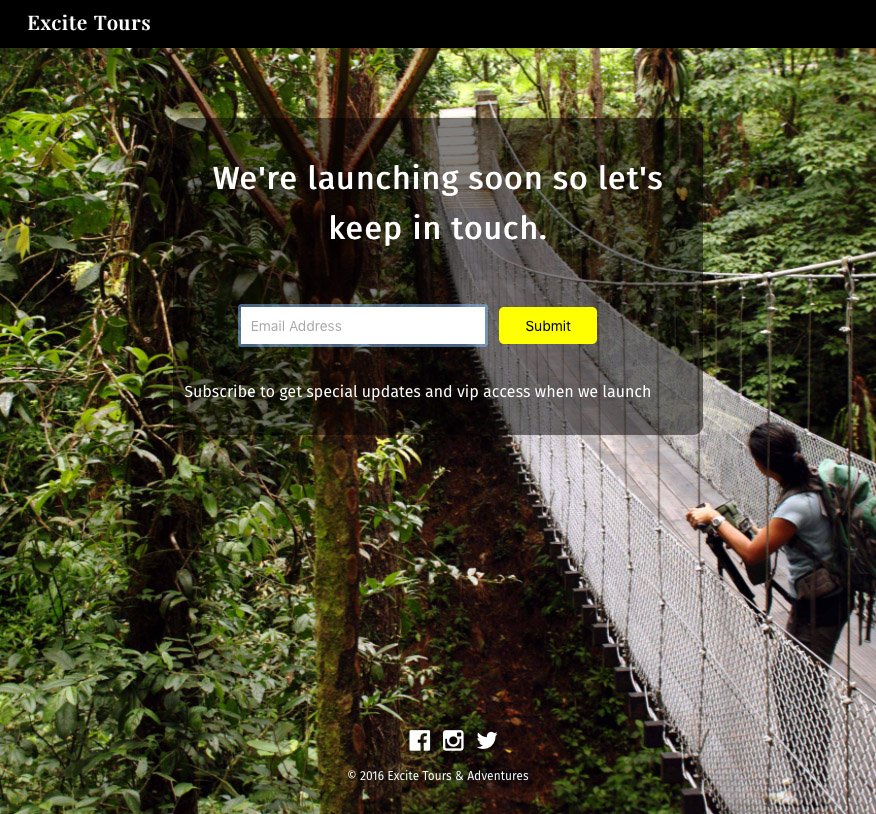 Excite Tours
We're launching soon so let's
keep in touch.
Email Address
Submit
Subscribe to get special updates and vip access when we launch
© 2016 Excite Tours & Adventures